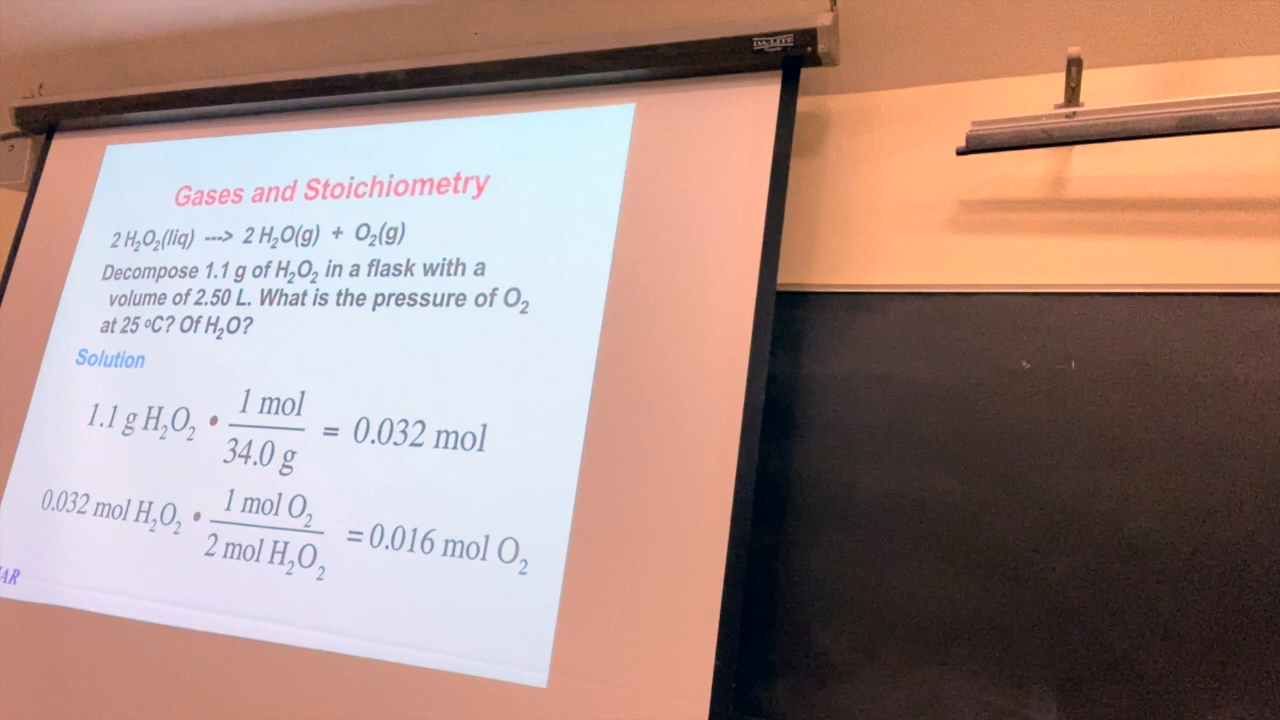 DA-LITE
Gases and Stoichiometry
2 H₂O₂(liq) ---> 2 H₂O(g) + O₂(g)
Decompose 1.1 g of H₂O₂ in a flask with a
volume of 2.50 L. What is the pressure of O₂
at 25 °C? Of H₂O?
Solution
1.1 g H₂O₂ • 1 mol / 34.0 g = 0.032 mol
0.032 mol H₂O₂ • 1 mol O₂ / 2 mol H₂O₂ = 0.016 mol O₂